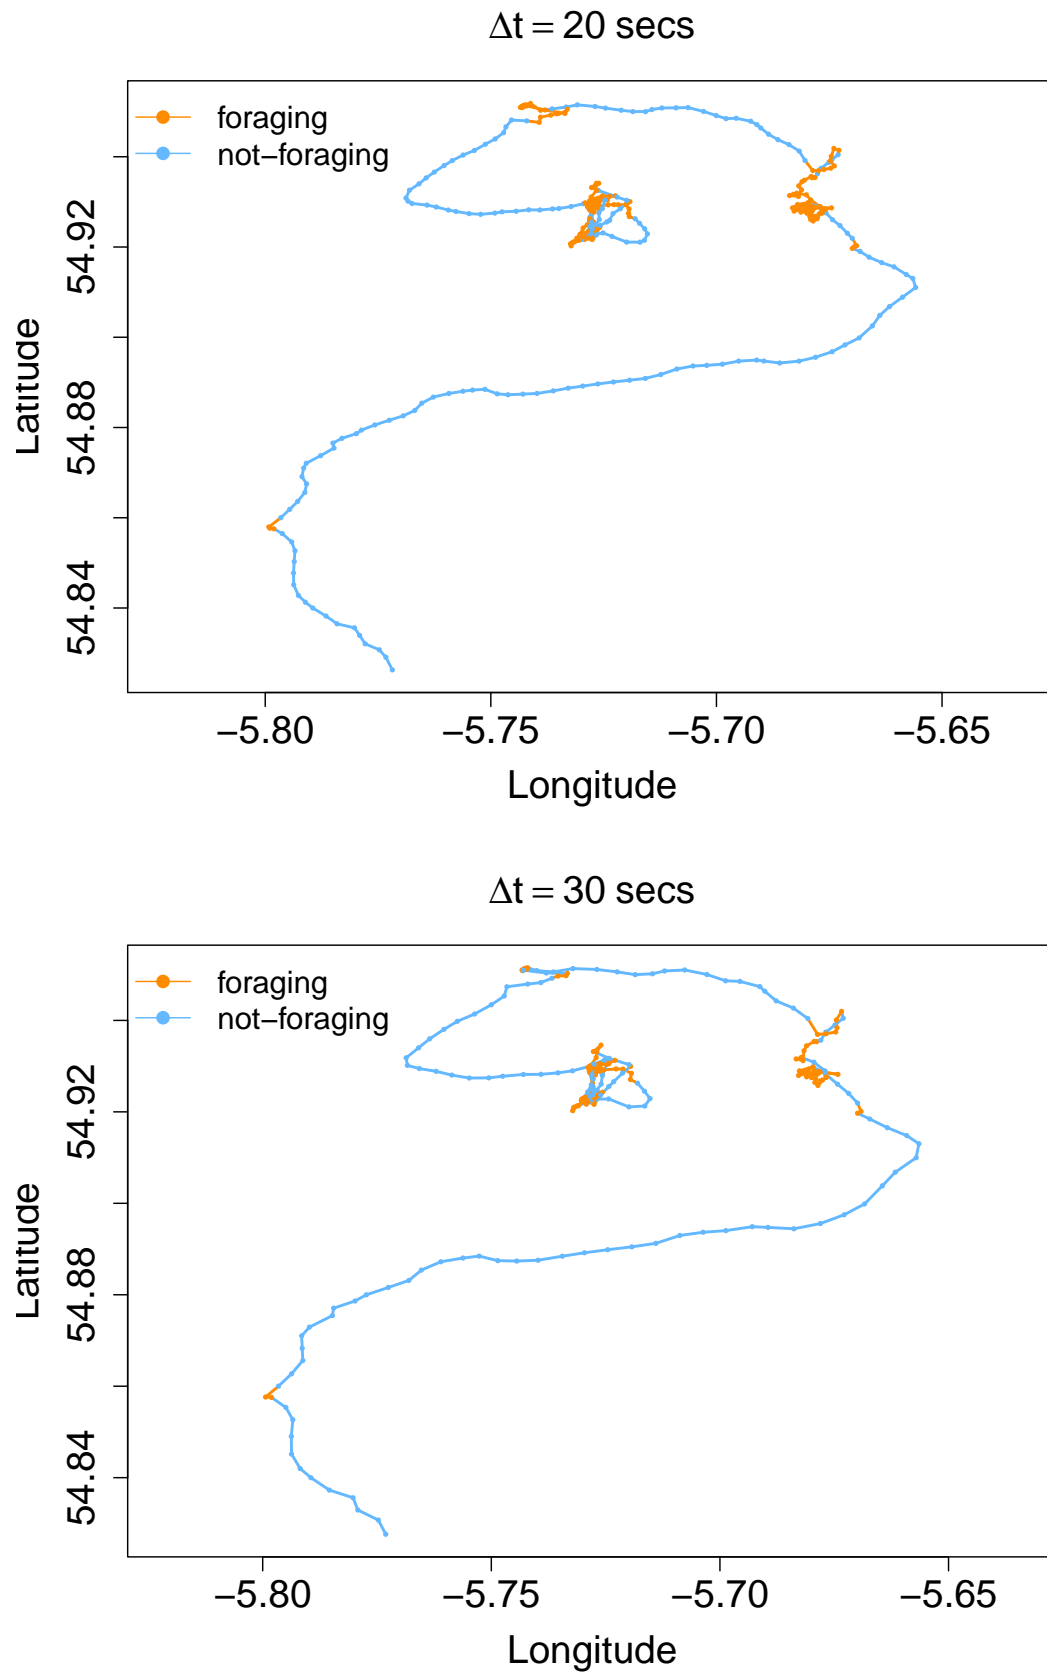 Δt = 20 secs
foraging
not−foraging
54.92
54.88
54.84
Latitude
−5.80
−5.75
−5.70
−5.65
Longitude
Δt = 30 secs
foraging
not−foraging
54.92
54.88
54.84
Latitude
−5.80
−5.75
−5.70
−5.65
Longitude